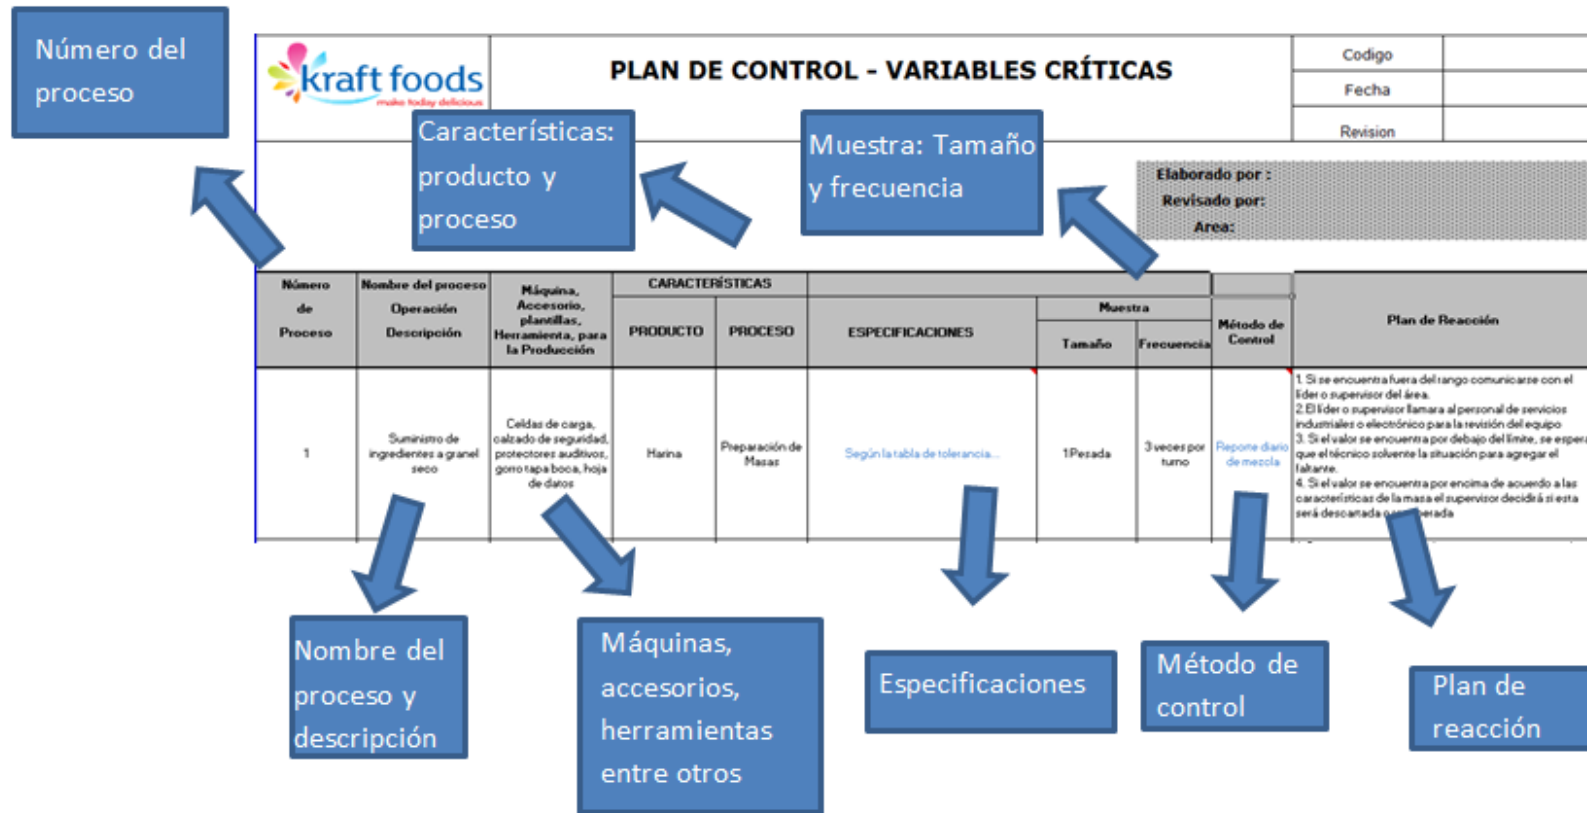 Número del
proceso
kraft foods
make today delicious
PLAN DE CONTROL - VARIABLES CRÍTICAS
Codigo
Fecha
Revision
Características:
producto y
proceso
Muestra: Tamaño
y frecuencia
Elaborado por :
Revisado por:
Area:
Número
de
Proceso
Nombre del proceso
Operación
Descripción
Máquina,
Accesorio,
plantillas,
Herramienta, para
la Producción
CARACTERÍSTICAS
PRODUCTO
PROCESO
ESPECIFICACIONES
Muestra
Tamaño
Frecuencia
Método de
Control
Plan de Reacción
1
Suministro de
ingredientes a granel
seco
Celdas de carga,
calzado de seguridad,
protectores auditivos,
gorro tapa boca, hoja
de datos
Harina
Preparación de
Masas
Según la tabla de tolerancia...
1 Pesada
3 veces por
turno
Reporte diario
de mezcla
1. Si se encuentra fuera del rango comunicarse con el
líder o supervisor del área.
2. El líder o supervisor llamara al personal de servicios
industriales o electrónico para la revisión del equipo
3. Si el valor se encuentra por debajo del límite, se espera
que el técnico solvente la situación para agregar el
faltante.
4. Si el valor se encuentra por encima de acuerdo a las
características de la masa el supervisor decidirá si esta
será descartada o
Nombre del
proceso y
descripción
Máquinas,
accesorios,
herramientas
entre otros
Especificaciones
Método de
control
Plan de
reacción